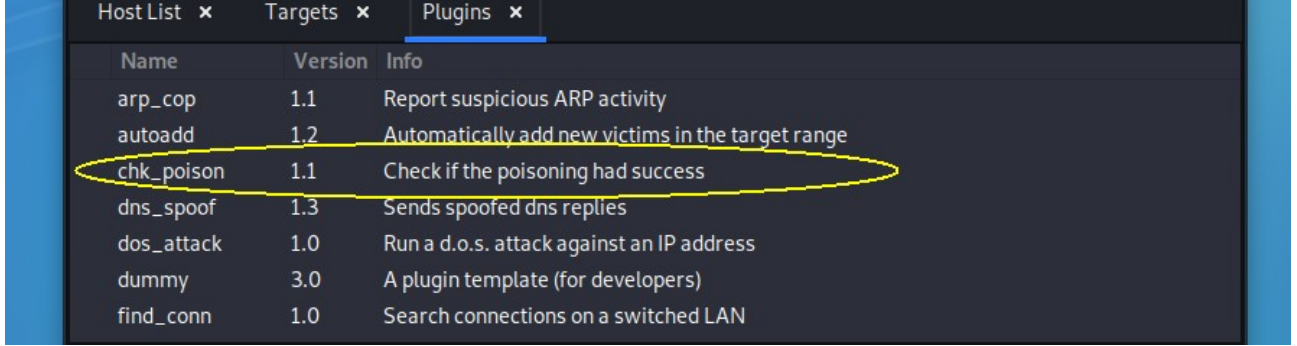 Host List × Targets × Plugins ×
Name Version Info
arp_cop 1.1 Report suspicious ARP activity
autoadd 1.2 Automatically add new victims in the target range
chk_poison 1.1 Check if the poisoning had success
dns_spoof 1.3 Sends spoofed dns replies
dos_attack 1.0 Run a d.o.s. attack against an IP address
dummy 3.0 A plugin template (for developers)
find_conn 1.0 Search connections on a switched LAN